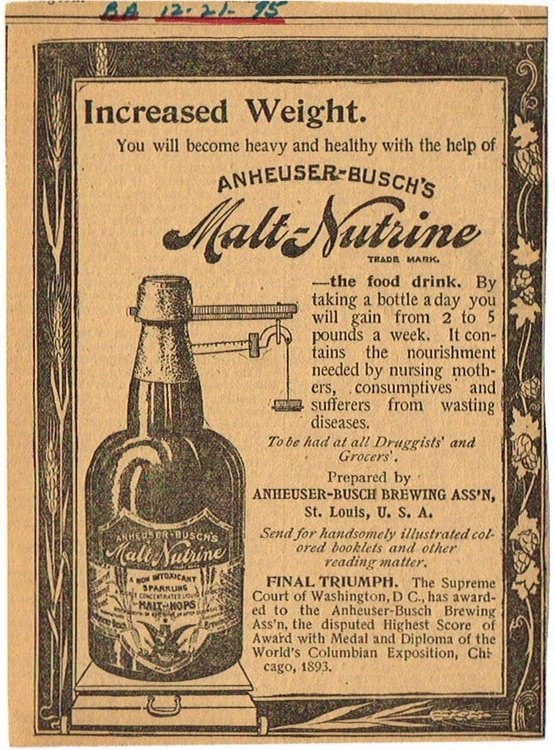 BA 12-21-95
Increased Weight.
You will become heavy and healthy with the help of
ANHEUSER-BUSCH'S
Malt-Nutrine
TRADE MARK.
—the food drink. By
taking a bottle a day you
will gain from 2 to 5
pounds a week. It con-
tains the nourishment
needed by nursing moth-
ers, consumptives and
sufferers from wasting
diseases.
To be had at all Druggists' and
Grocers'.
Prepared by
ANHEUSER-BUSCH BREWING ASS'N,
St. Louis, U. S. A.
Send for handsomely illustrated col-
ored booklets and other
reading matter.
FINAL TRIUMPH. The Supreme
Court of Washington, D C., has award-
ed to the Anheuser-Busch Brewing
Ass'n, the disputed Highest Score of
Award with Medal and Diploma of the
World's Columbian Exposition, Chi-
cago, 1893.
ANHEUSER-BUSCH'S
Malt-Nutrine
A NON INTOXICANT
SPARKLING
CONCENTRATED LIQUID
MALT-HOPS